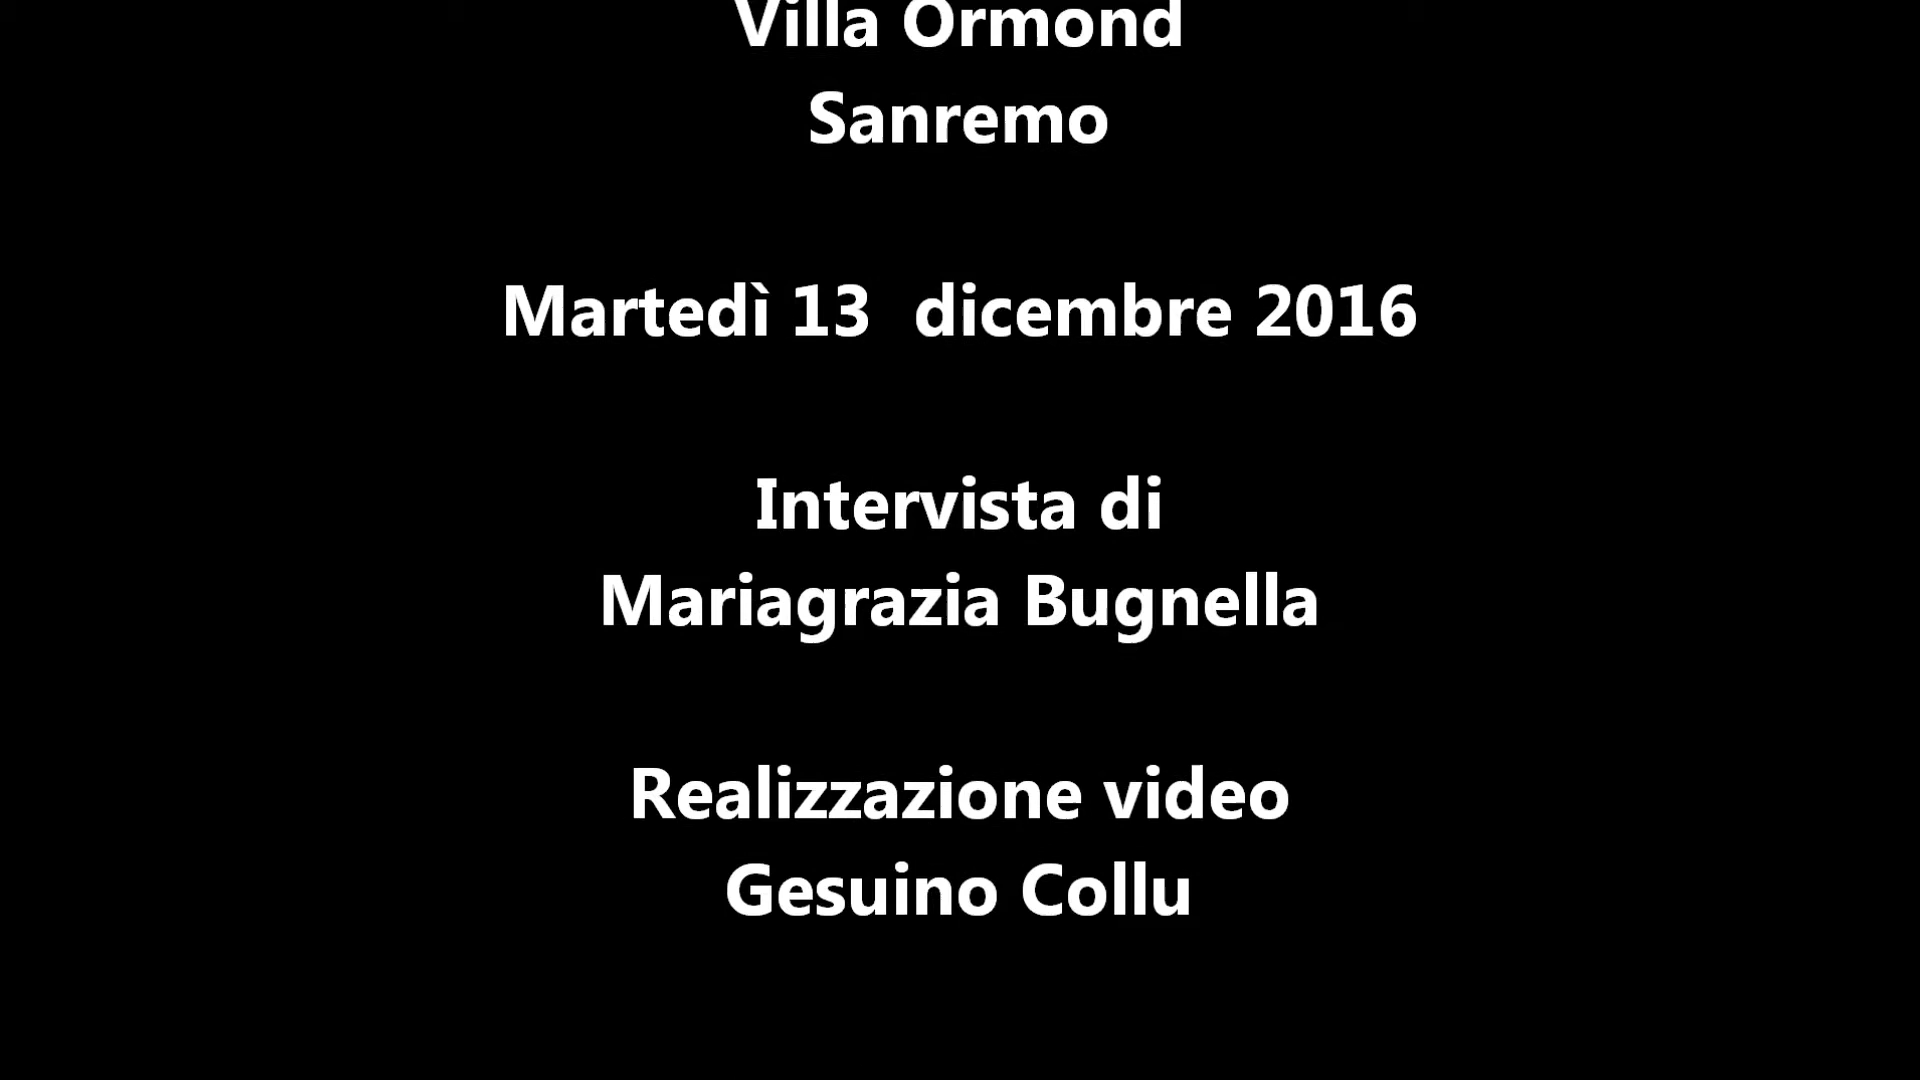 Villa Ormond
Sanremo
Martedì 13  dicembre 2016
Intervista di
Mariagrazia Bugnella
Realizzazione video
Gesuino Collu